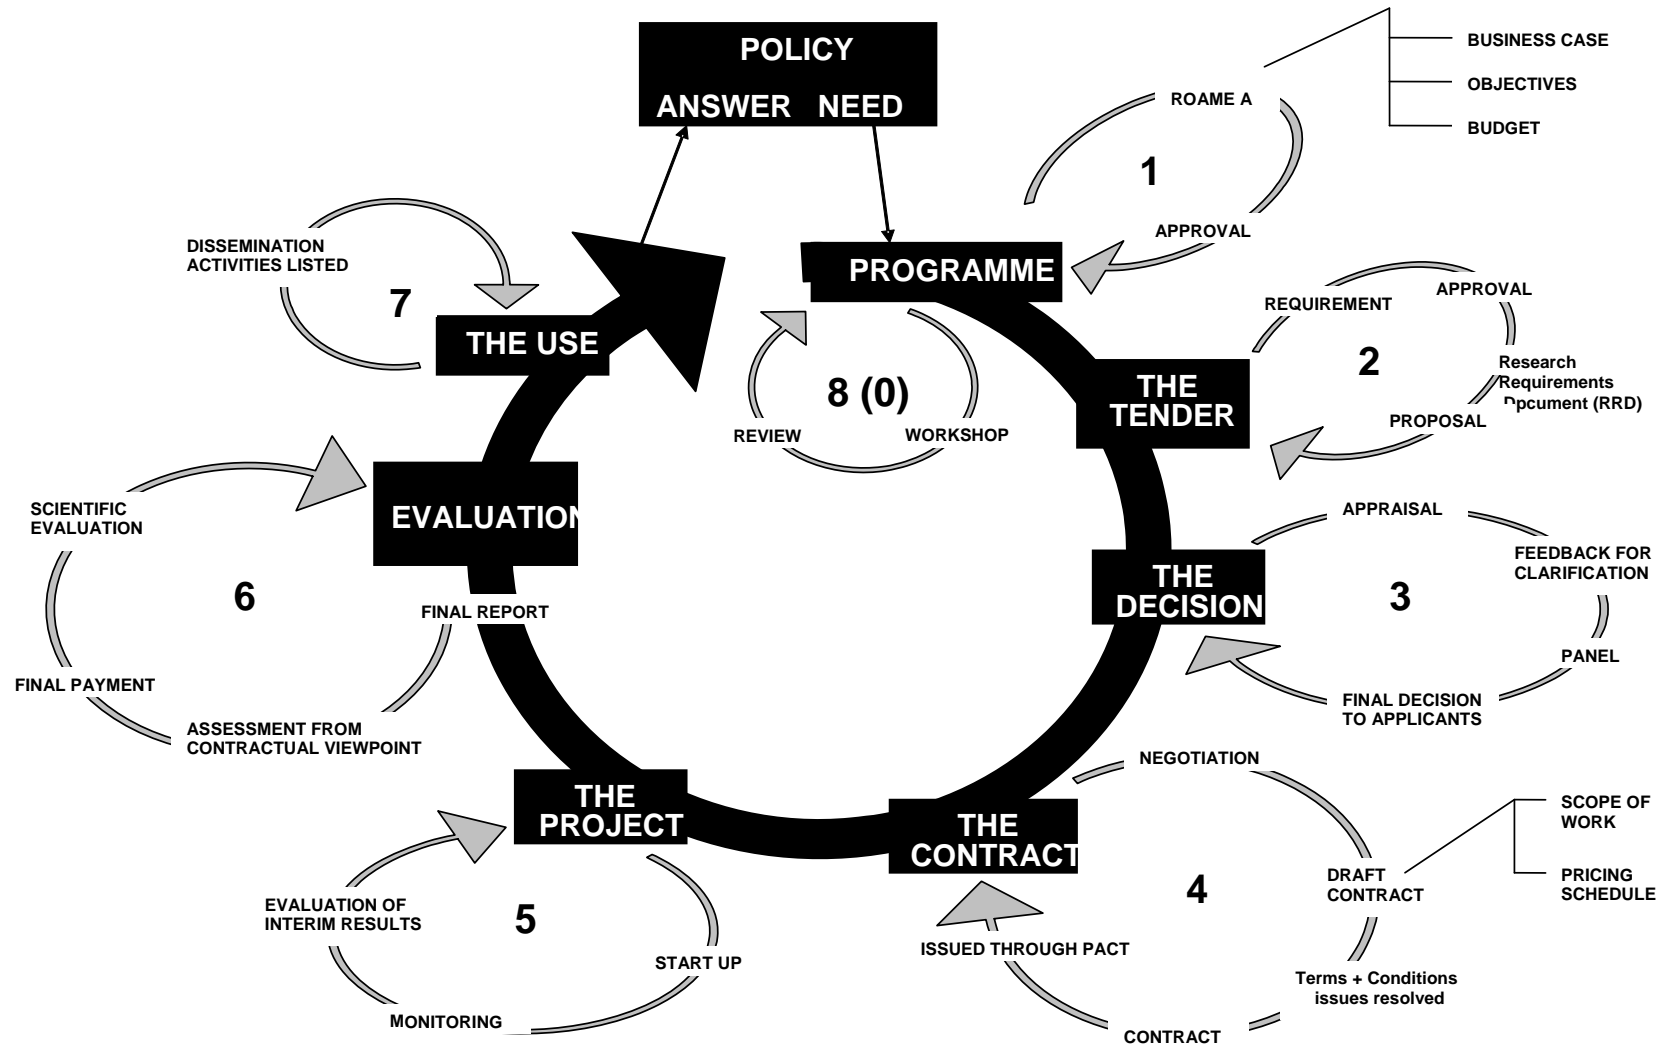 POLICY
ANSWER NEED
ROAME A
BUSINESS CASE
OBJECTIVES
BUDGET
1
APPROVAL
PROGRAMME
DISSEMINATION
ACTIVITIES LISTED
7
THE USE
8 (0)
REVIEW
WORKSHOP
REQUIREMENT
APPROVAL
2
Research
Requirements
Document (RRD)
PROPOSAL
THE
TENDER
APPRAISAL
FEEDBACK FOR
CLARIFICATION
3
PANEL
FINAL DECISION
TO APPLICANTS
THE
DECISION
NEGOTIATION
SCOPE OF
WORK
PRICING
SCHEDULE
DRAFT
CONTRACT
4
Terms + Conditions
issues resolved
CONTRACT
ISSUED THROUGH PACT
THE
CONTRACT
THE
PROJECT
START UP
5
MONITORING
EVALUATION OF
INTERIM RESULTS
EVALUATION
FINAL REPORT
6
ASSESSMENT FROM
CONTRACTUAL VIEWPOINT
FINAL PAYMENT
SCIENTIFIC
EVALUATION